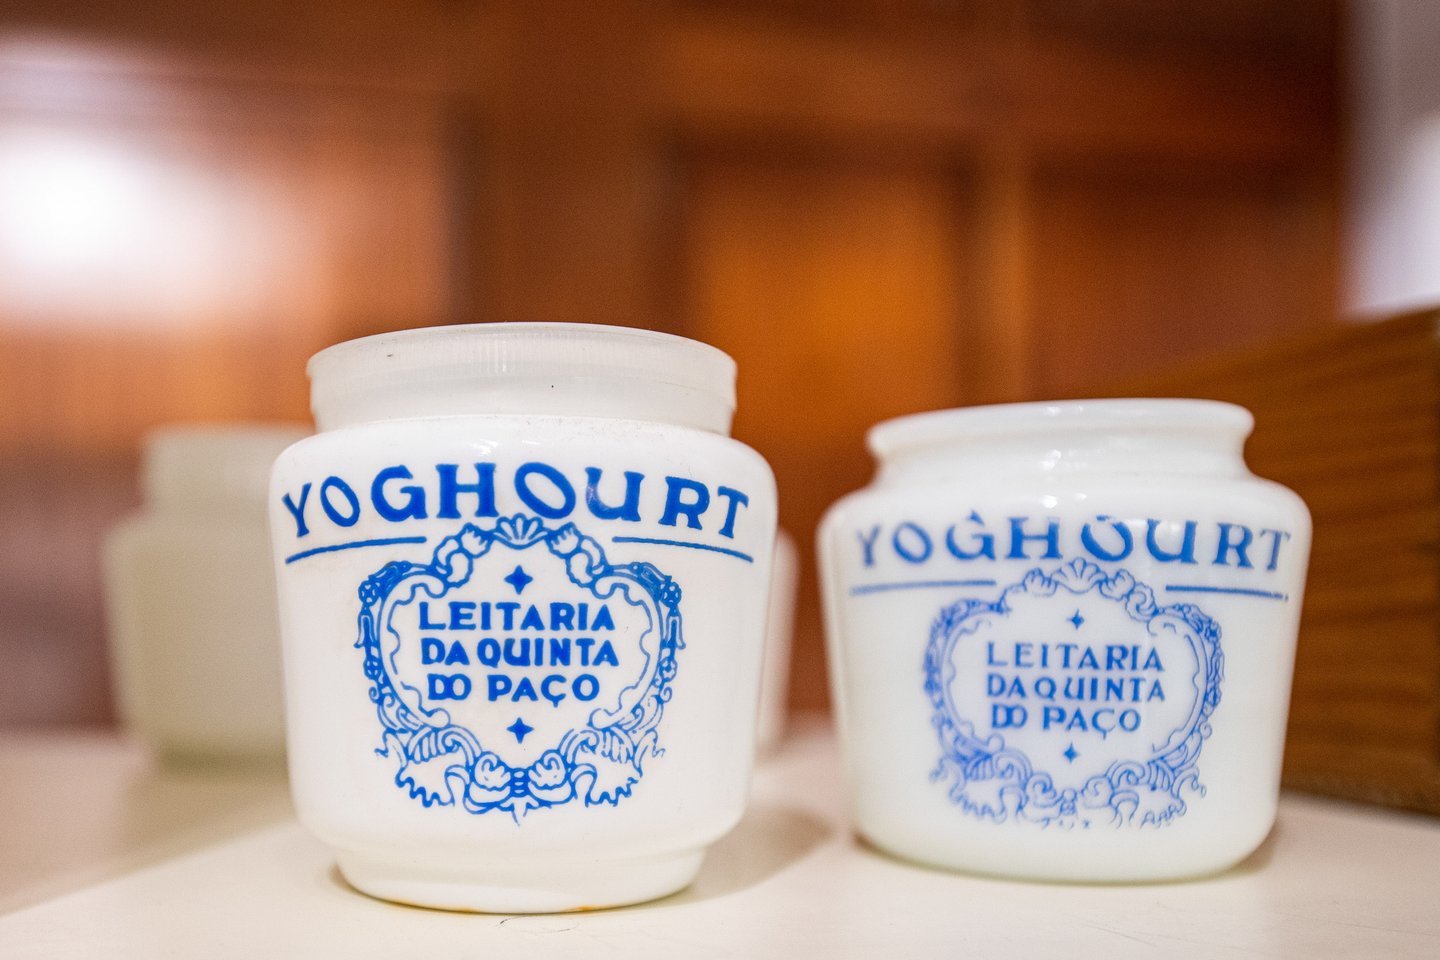 YOGHOURT
LEITARIA
DA QUINTA
DO PAÇO
YOGHOURT
LEITARIA
DA QUINTA
DO PAÇO